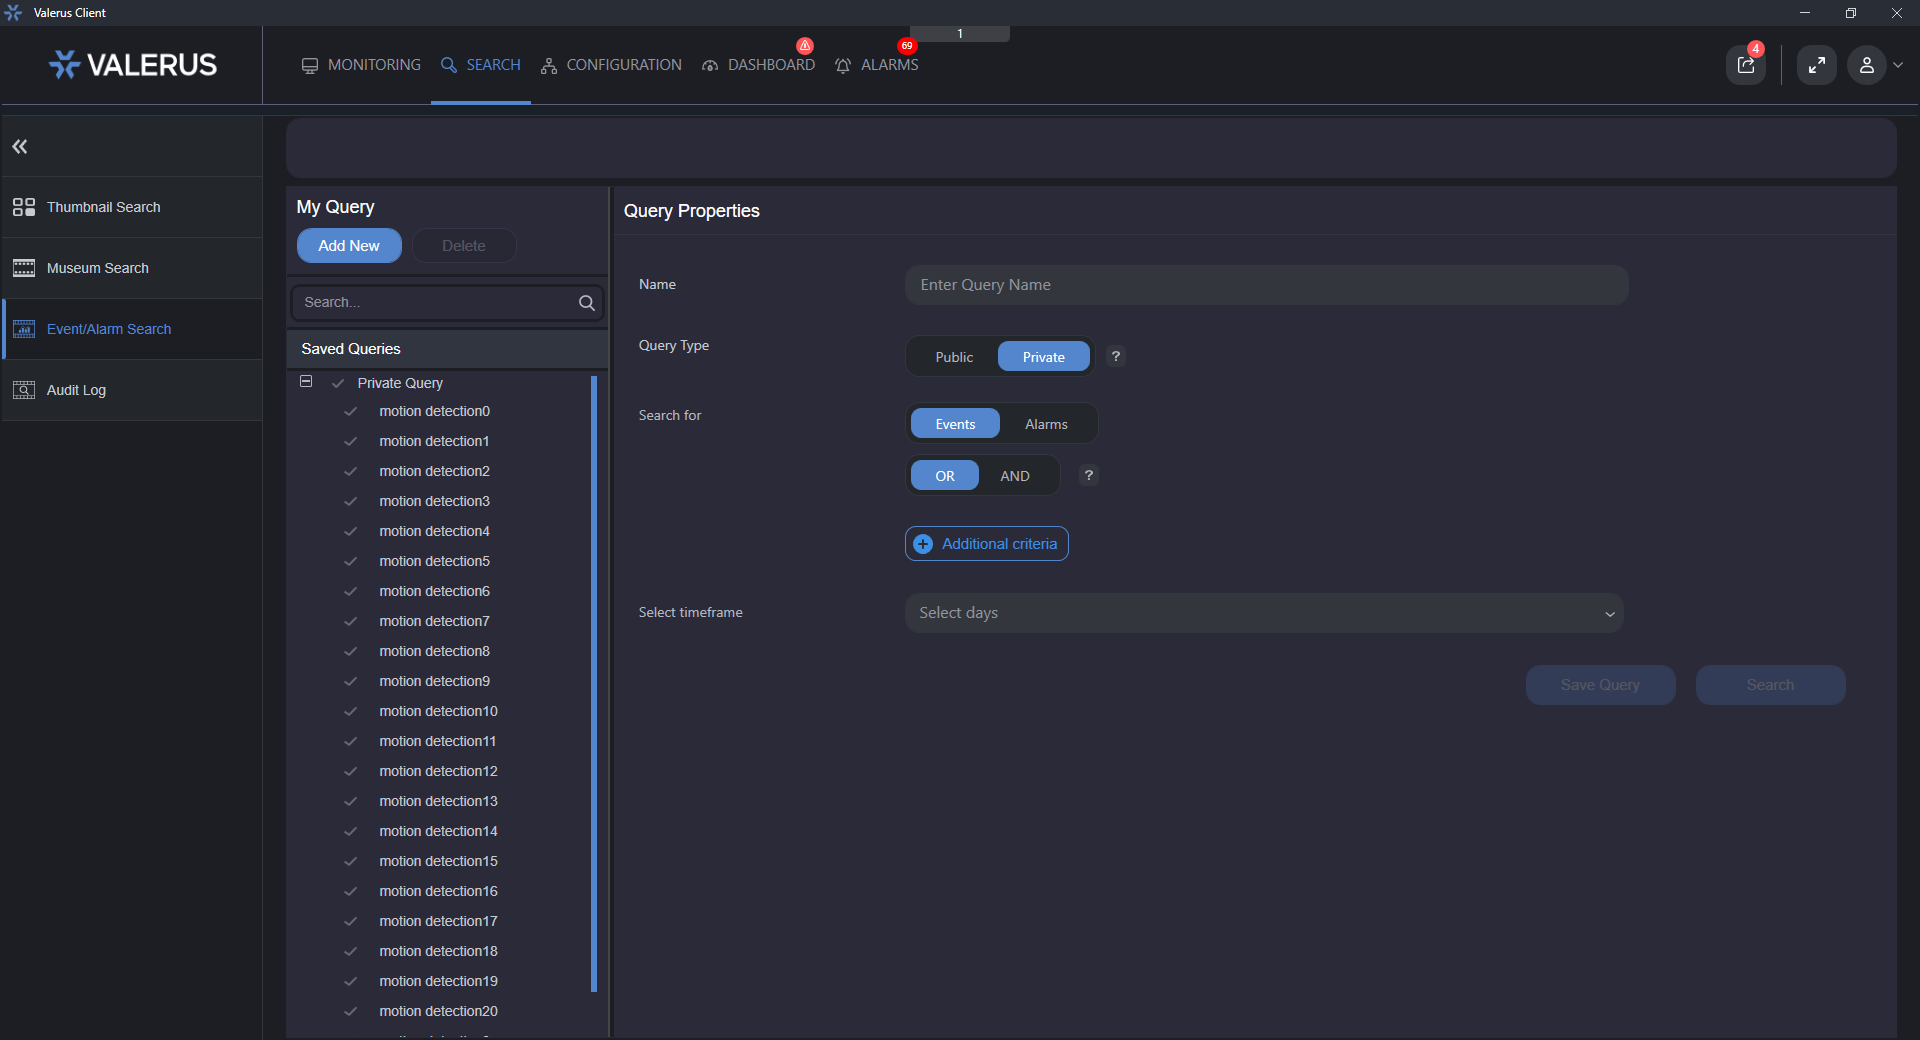 Valerus Client
1
VALERUS
MONITORING
SEARCH
CONFIGURATION
DASHBOARD
69
ALARMS
4
Thumbnail Search
Museum Search
Event/Alarm Search
Audit Log
My Query
Add New
Delete
Search...
Saved Queries
Private Query
motion detection0
motion detection1
motion detection2
motion detection3
motion detection4
motion detection5
motion detection6
motion detection7
motion detection8
motion detection9
motion detection10
motion detection11
motion detection12
motion detection13
motion detection14
motion detection15
motion detection16
motion detection17
motion detection18
motion detection19
motion detection20
Query Properties
Name
Enter Query Name
Query Type
Public
Private
?
Search for
Events
Alarms
OR
AND
?
Additional criteria
Select timeframe
Select days
Save Query
Search